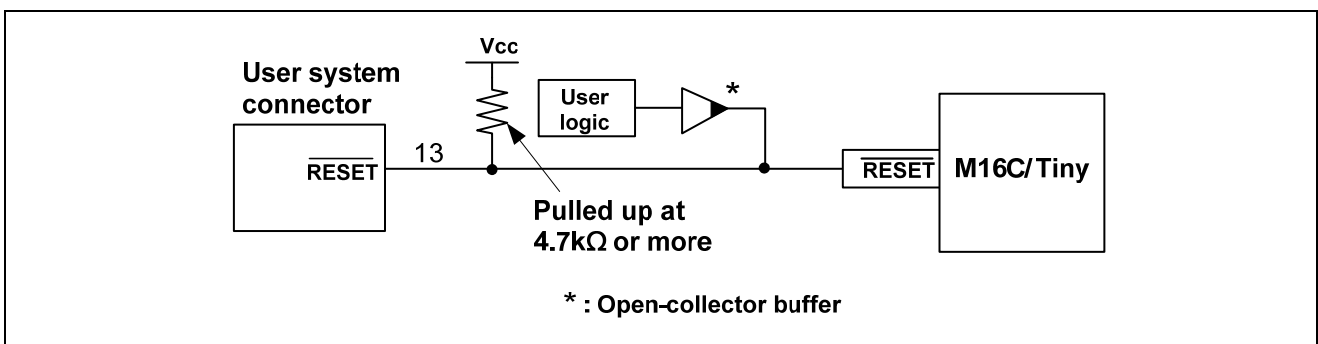 Vcc
User system
connector
RESET
13
User
logic
*
RESET
M16C/Tiny
Pulled up at
4.7kΩ or more
* : Open-collector buffer